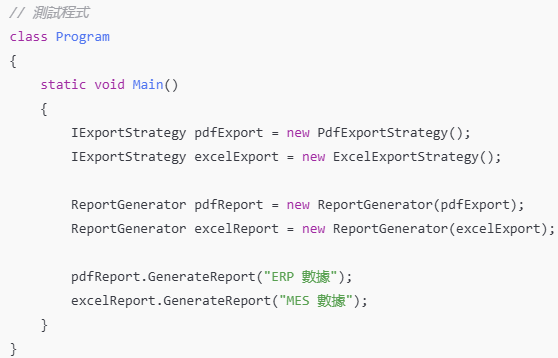 // 測試程式
class Program
{
    static void Main()
    {
        IExportStrategy pdfExport = new PdfExportStrategy();
        IExportStrategy excelExport = new ExcelExportStrategy();

        ReportGenerator pdfReport = new ReportGenerator(pdfExport);
        ReportGenerator excelReport = new ReportGenerator(excelExport);

        pdfReport.GenerateReport("ERP 數據");
        excelReport.GenerateReport("MES 數據");
    }
}